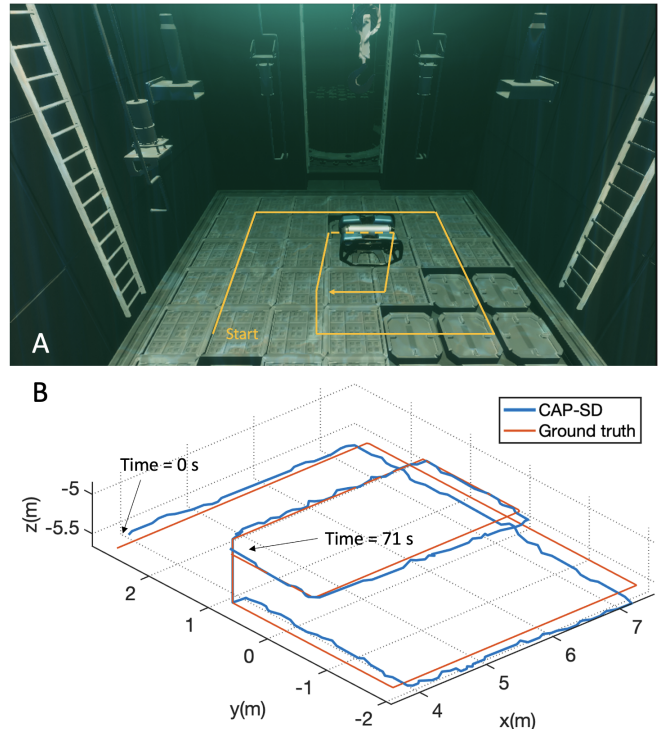 Start
A
B
CAP-SD
Ground truth
Time = 0 s
-5
z(m)
-5.5
Time = 71 s
2
1
0
-1
-2
y(m)
4
5
6
7
x(m)